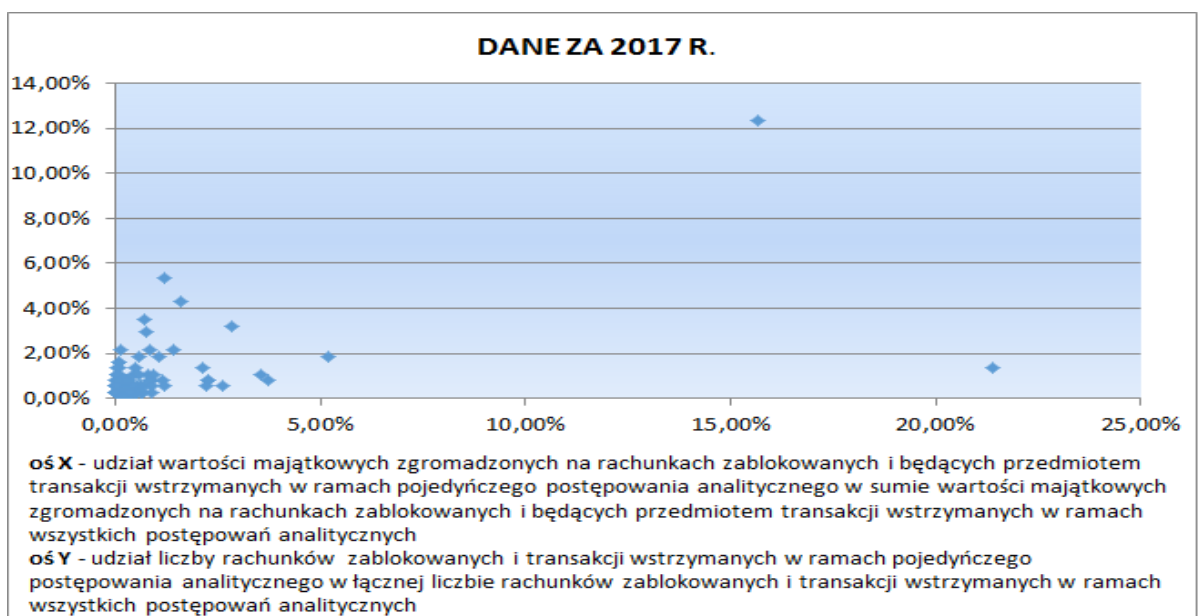 DANE ZA 2017 R.
14,00%
12,00%
10,00%
8,00%
6,00%
4,00%
2,00%
0,00%
0,00% 5,00% 10,00% 15,00% 20,00% 25,00%
oś X - udział wartości majątkowych zgromadzonych na rachunkach zablokowanych i będących przedmiotem
transakcji wstrzymanych w ramach pojedyńczego postępowania analitycznego w sumie wartości majątkowych
zgromadzonych na rachunkach zablokowanych i będących przedmiotem transakcji wstrzymanych w ramach
wszystkich postępowań analitycznych
oś Y - udział liczby rachunków zablokowanych i transakcji wstrzymanych w ramach pojedyńczego
postępowania analitycznego w łącznej liczbie rachunków zablokowanych i transakcji wstrzymanych w ramach
wszystkich postępowań analitycznych